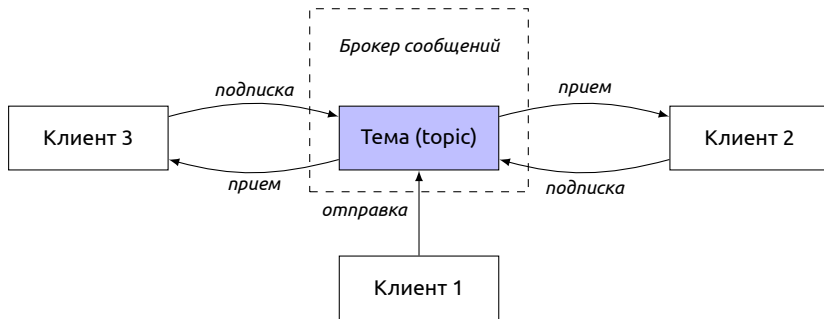 Брокер сообщений
подписка
прием
Клиент 3
Тема (topic)
Клиент 2
прием
подписка
отправка
Клиент 1